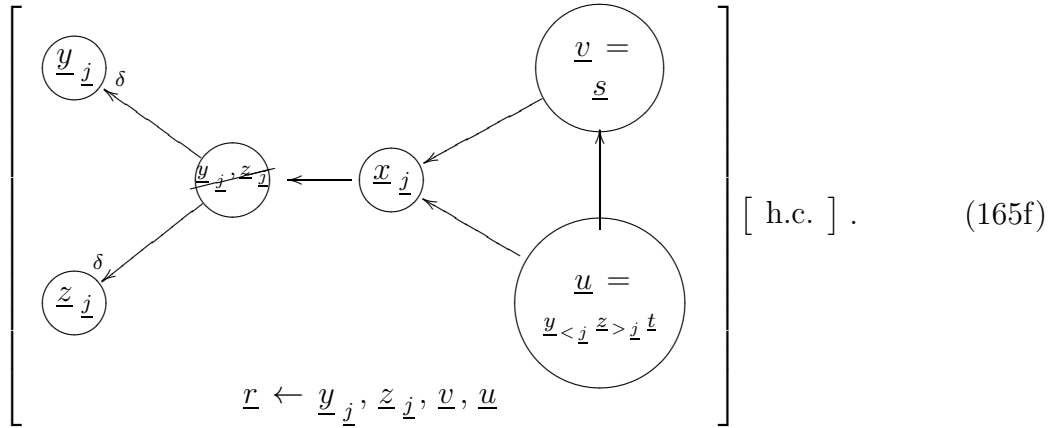 y j
δ
v =
s
y j , z j
x j
[ h.c. ] . (165f)
δ
z j
u =
y <j z >j t
r ← y j , z j , v , u